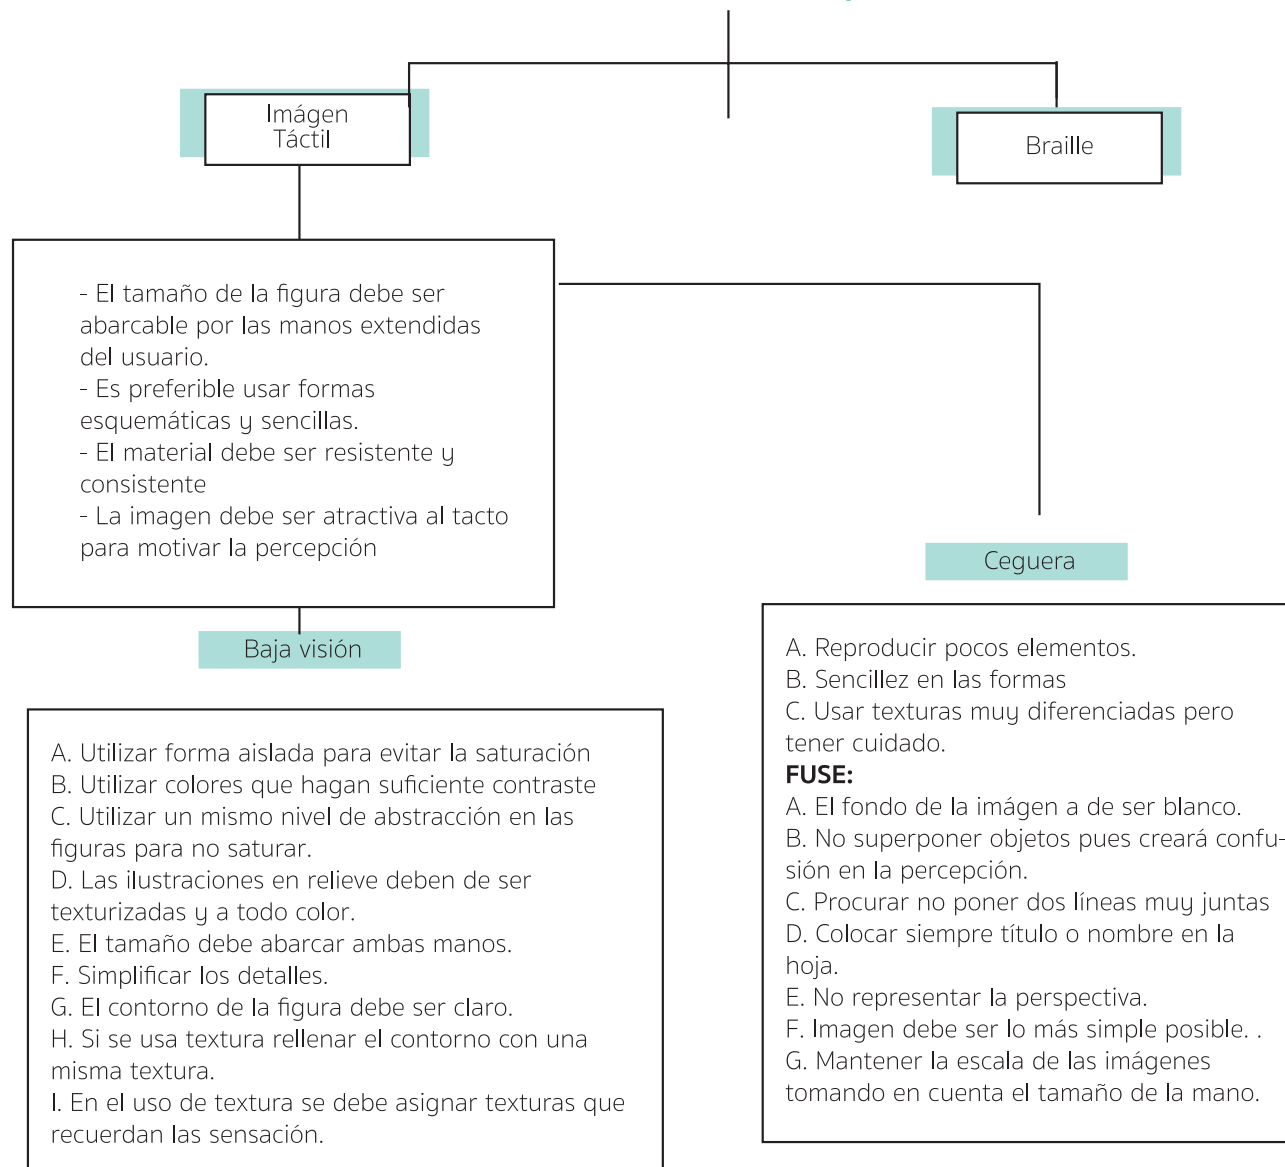 Imágen
Táctil
Braille
- El tamaño de la figura debe ser
abarcable por las manos extendidas
del usuario.
- Es preferible usar formas
esquemáticas y sencillas.
- El material debe ser resistente y
consistente
- La imagen debe ser atractiva al tacto
para motivar la percepción
Baja visión
A. Utilizar forma aislada para evitar la saturación
B. Utilizar colores que hagan suficiente contraste
C. Utilizar un mismo nivel de abstracción en las
figuras para no saturar.
D. Las ilustraciones en relieve deben de ser
texturizadas y a todo color.
E. El tamaño debe abarcar ambas manos.
F. Simplificar los detalles.
G. El contorno de la figura debe ser claro.
H. Si se usa textura rellenar el contorno con una
misma textura.
I. En el uso de textura se debe asignar texturas que
recuerdan las sensación.
Ceguera
A. Reproducir pocos elementos.
B. Sencillez en las formas
C. Usar texturas muy diferenciadas pero
tener cuidado.
FUSE:
A. El fondo de la imágen a de ser blanco.
B. No superponer objetos pues creará confu-
sión en la percepción.
C. Procurar no poner dos líneas muy juntas
D. Colocar siempre título o nombre en la
hoja.
E. No representar la perspectiva.
F. Imagen debe ser lo más simple posible. .
G. Mantener la escala de las imágenes
tomando en cuenta el tamaño de la mano.